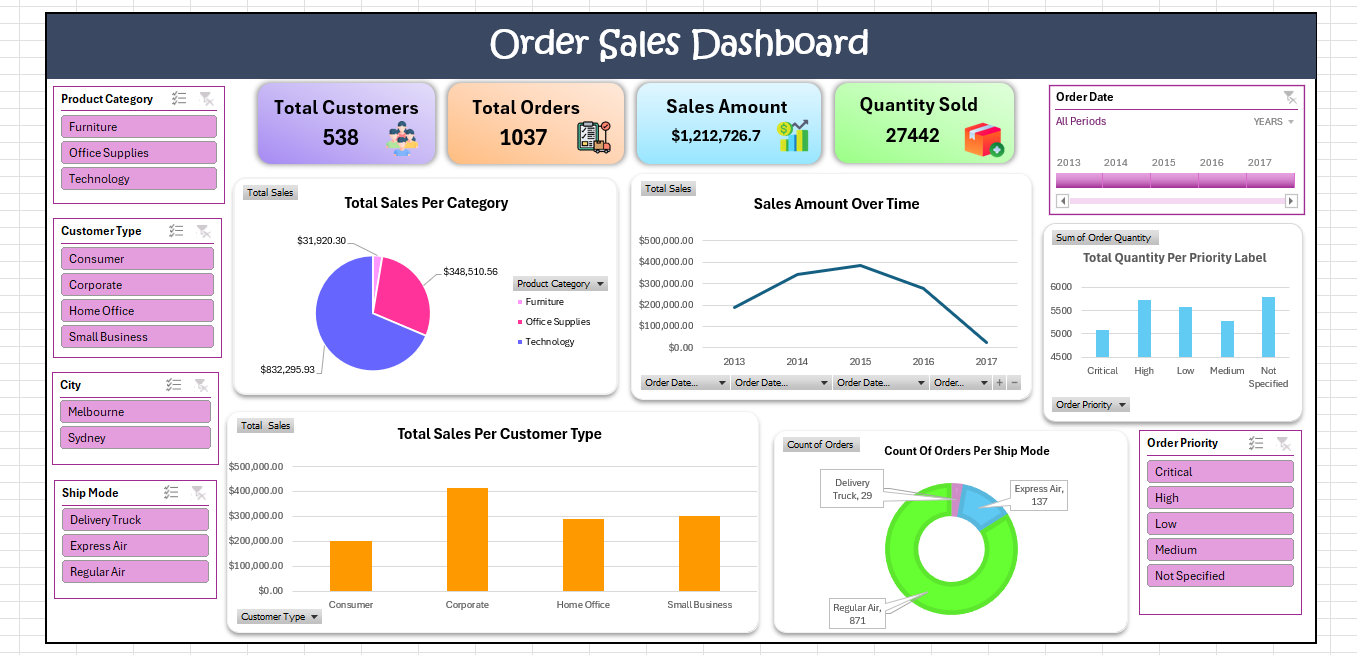 Order Sales Dashboard
Product Category
Furniture
Office Supplies
Technology
Customer Type
Consumer
Corporate
Home Office
Small Business
City
Melbourne
Sydney
Ship Mode
Delivery Truck
Express Air
Regular Air
Total Customers
538
Total Orders
1037
Sales Amount
$1,212,726.7
Quantity Sold
27442
Order Date
All Periods
YEARS
2013 2014 2015 2016 2017
Total Sales
Total Sales Per Category
$31,920.30
$348,510.56
$832,295.93
Product Category
Furniture
Office Supplies
Technology
Total Sales
Sales Amount Over Time
$500,000.00
$400,000.00
$300,000.00
$200,000.00
$100,000.00
$0.00
2013 2014 2015 2016 2017
Order Date... Order Date... Order Date... Order... + −
Sum of Order Quantity
Total Quantity Per Priority Label
6000
5500
5000
4500
Critical High Low Medium Not
Specified
Order Priority
Total Sales
Total Sales Per Customer Type
$500,000.00
$400,000.00
$300,000.00
$200,000.00
$100,000.00
$0.00
Consumer Corporate Home Office Small Business
Customer Type
Count of Orders
Count Of Orders Per Ship Mode
Delivery
Truck, 29
Express Air,
137
Regular Air,
871
Order Priority
Critical
High
Low
Medium
Not Specified